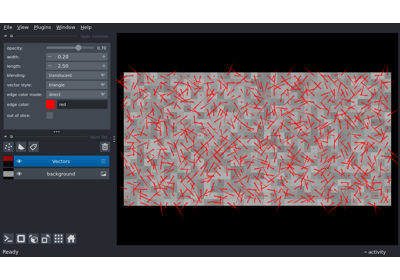 File View Plugins Window Help
opacity: 0.70
width: 0.20
length: 2.50
blending: translucent
vector style: triangle
edge color mode: direct
edge color: red
out of slice:
Vectors
background
Ready
activity